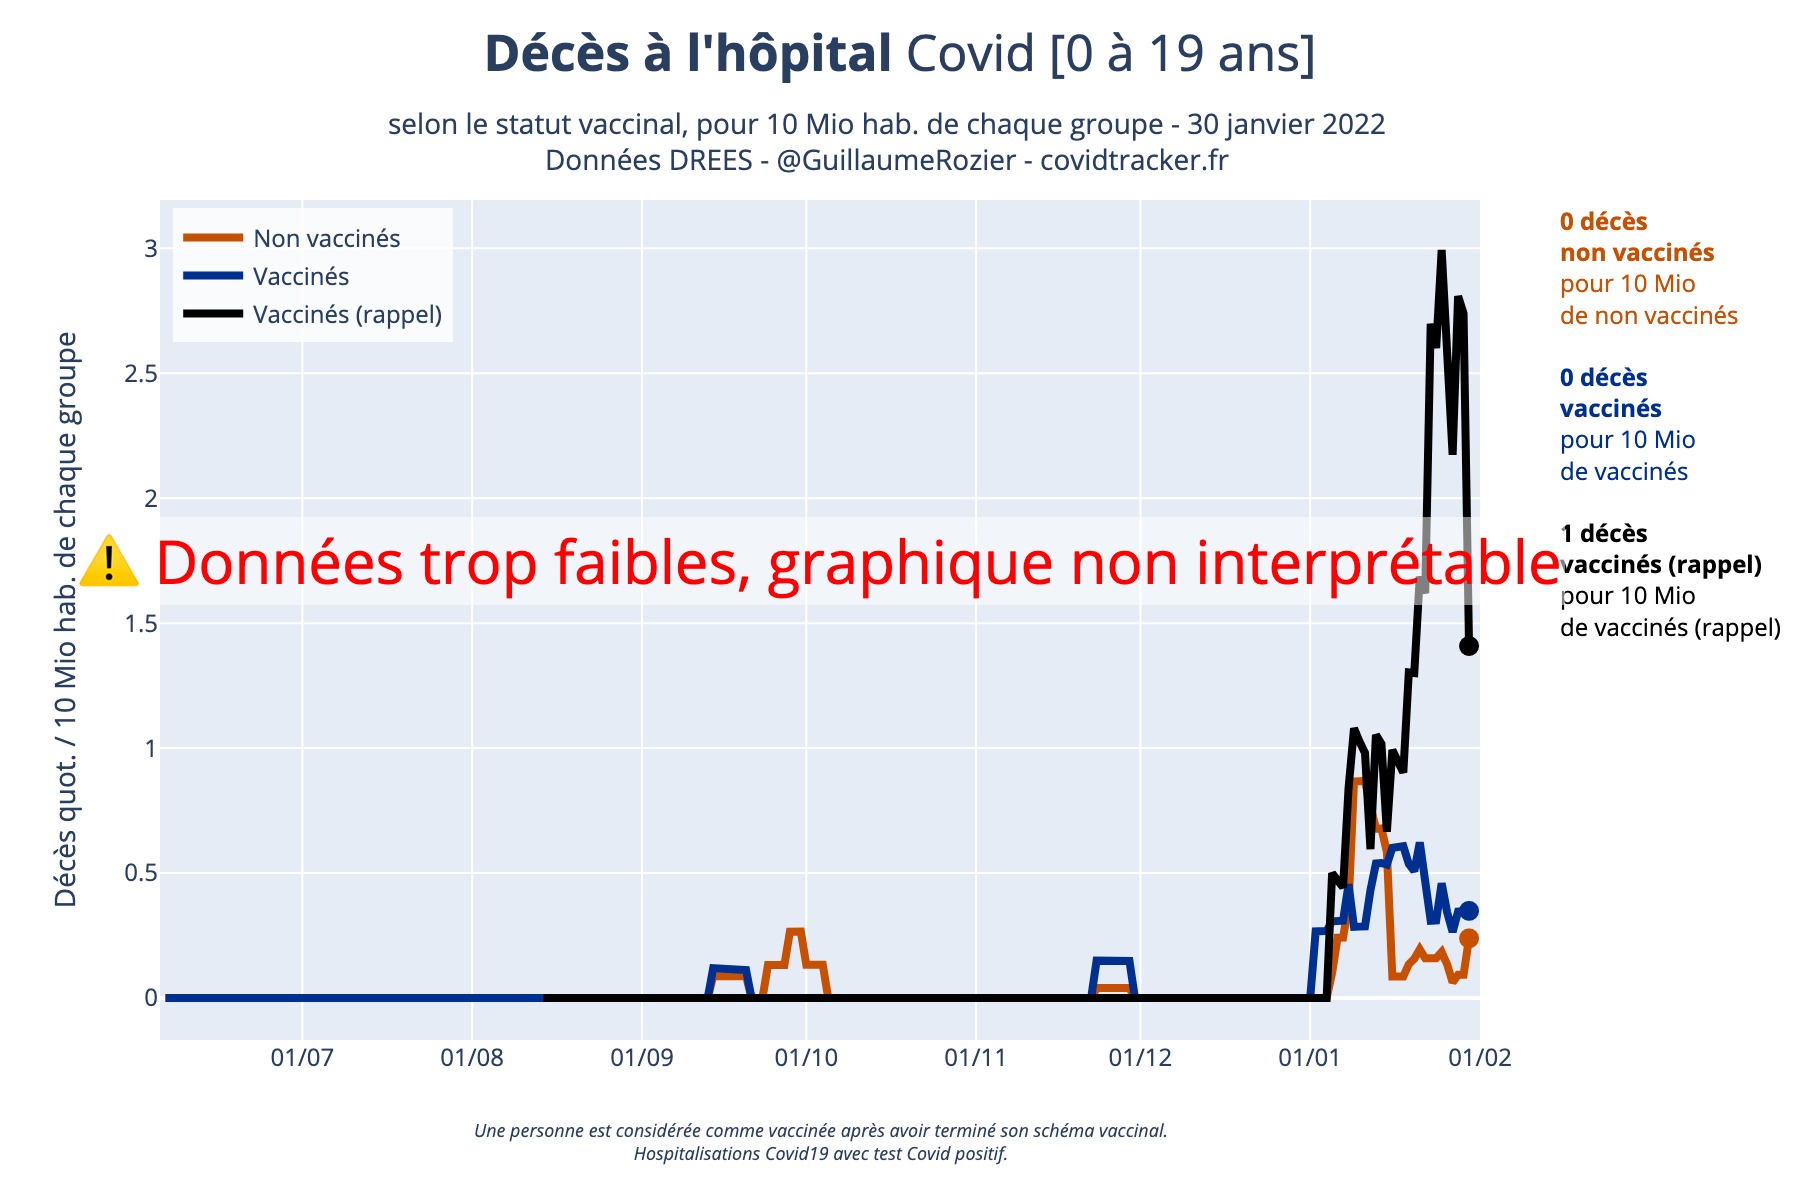 Décès à l'hôpital Covid [0 à 19 ans]
selon le statut vaccinal, pour 10 Mio hab. de chaque groupe - 30 janvier 2022
Données DREES - @GuillaumeRozier - covidtracker.fr
Non vaccinés
Vaccinés
Vaccinés (rappel)
Décès quot. / 10 Mio hab. de chaque groupe
3
2.5
2
1.5
1
0.5
0
⚠ Données trop faibles, graphique non interprétable
0 décès
non vaccinés
pour 10 Mio
de non vaccinés
0 décès
vaccinés
pour 10 Mio
de vaccinés
1 décès
vaccinés (rappel)
pour 10 Mio
de vaccinés (rappel)
01/07
01/08
01/09
01/10
01/11
01/12
01/01
01/02
Une personne est considérée comme vaccinée après avoir terminé son schéma vaccinal.
Hospitalisations Covid19 avec test Covid positif.